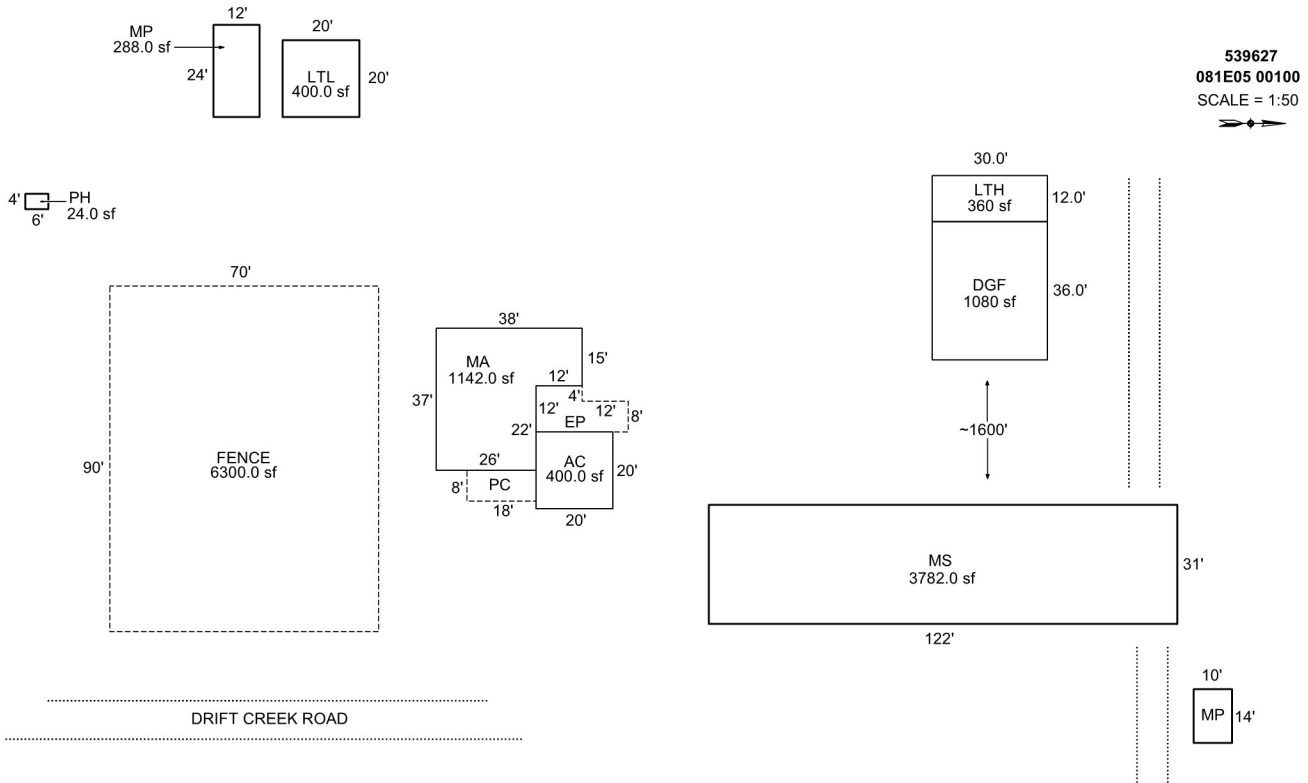 12'
MP
288.0 sf
24'
20'
LTL
400.0 sf
20'
539627
081E05 00100
SCALE = 1:50
4'
PH
24.0 sf
6'
30.0'
LTH
360 sf
12.0'
DGF
1080 sf
36.0'
70'
FENCE
6300.0 sf
90'
38'
MA
1142.0 sf
15'
37'
12'
4'
12'
12'
8'
EP
22'
26'
AC
400.0 sf
20'
8'
PC
18'
20'
~1600'
MS
3782.0 sf
31'
122'
10'
MP
14'
DRIFT CREEK ROAD